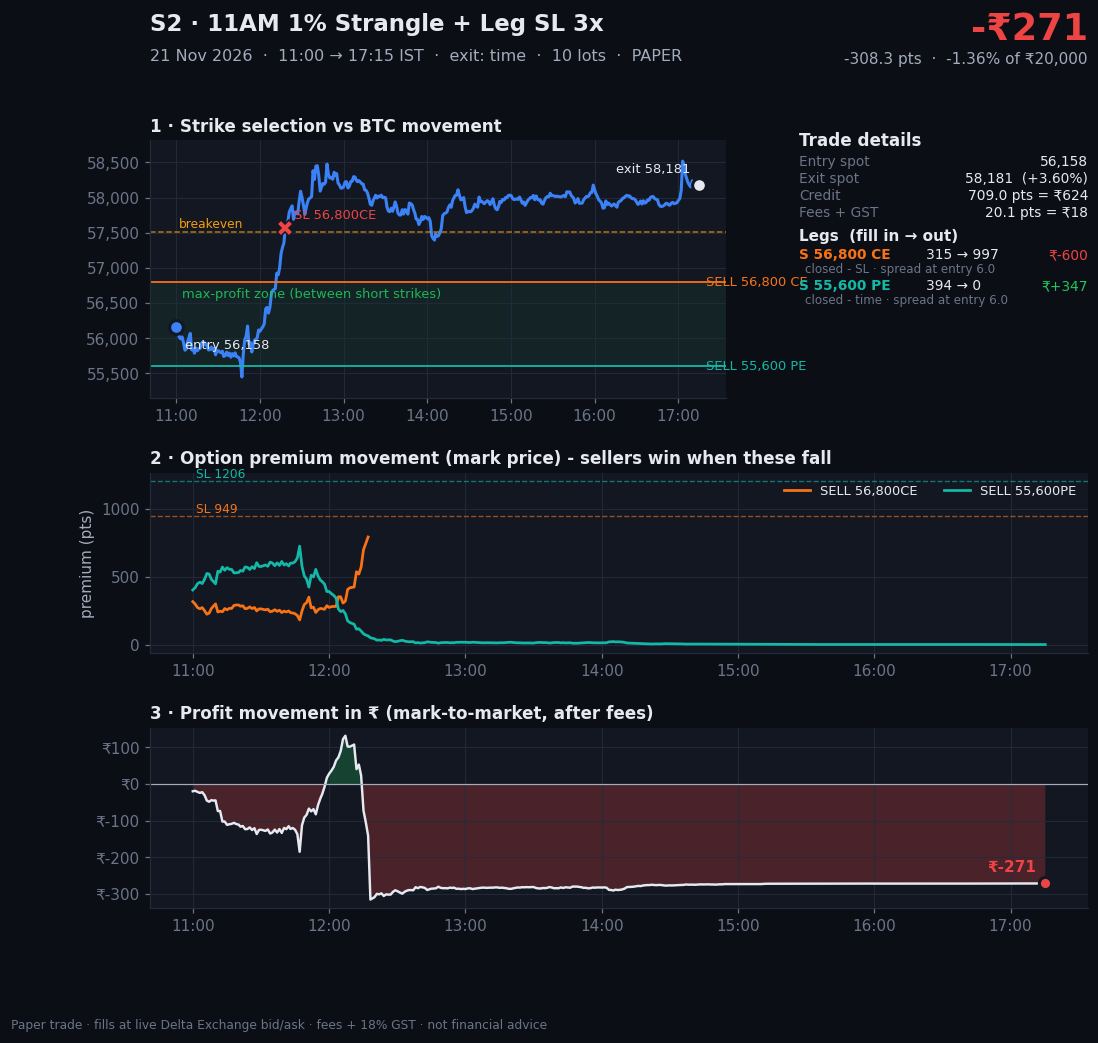 S2 · 11AM 1% Strangle + Leg SL 3x
-₹271
21 Nov 2026 · 11:00 → 17:15 IST · exit: time · 10 lots · PAPER
-308.3 pts · -1.36% of ₹20,000
1 · Strike selection vs BTC movement
58,500
58,000
57,500
57,000
56,500
56,000
55,500
exit 58,181
SL 56,800CE
breakeven
SELL 56,800 CE
max-profit zone (between short strikes)
entry 56,158
SELL 55,600 PE
11:00 12:00 13:00 14:00 15:00 16:00 17:00
Trade details
Entry spot 56,158
Exit spot 58,181 (+3.60%)
Credit 709.0 pts = ₹624
Fees + GST 20.1 pts = ₹18
Legs (fill in → out)
S 56,800 CE 315 → 997 ₹-600
closed - SL · spread at entry 6.0
S 55,600 PE 394 → 0 ₹+347
closed - time · spread at entry 6.0
2 · Option premium movement (mark price) - sellers win when these fall
SL 1206
SL 949
SELL 56,800CE SELL 55,600PE
premium (pts)
1000
500
0
11:00 12:00 13:00 14:00 15:00 16:00 17:00
3 · Profit movement in ₹ (mark-to-market, after fees)
₹100
₹0
₹-100
₹-200
₹-300
₹-271
11:00 12:00 13:00 14:00 15:00 16:00 17:00
Paper trade · fills at live Delta Exchange bid/ask · fees + 18% GST · not financial advice